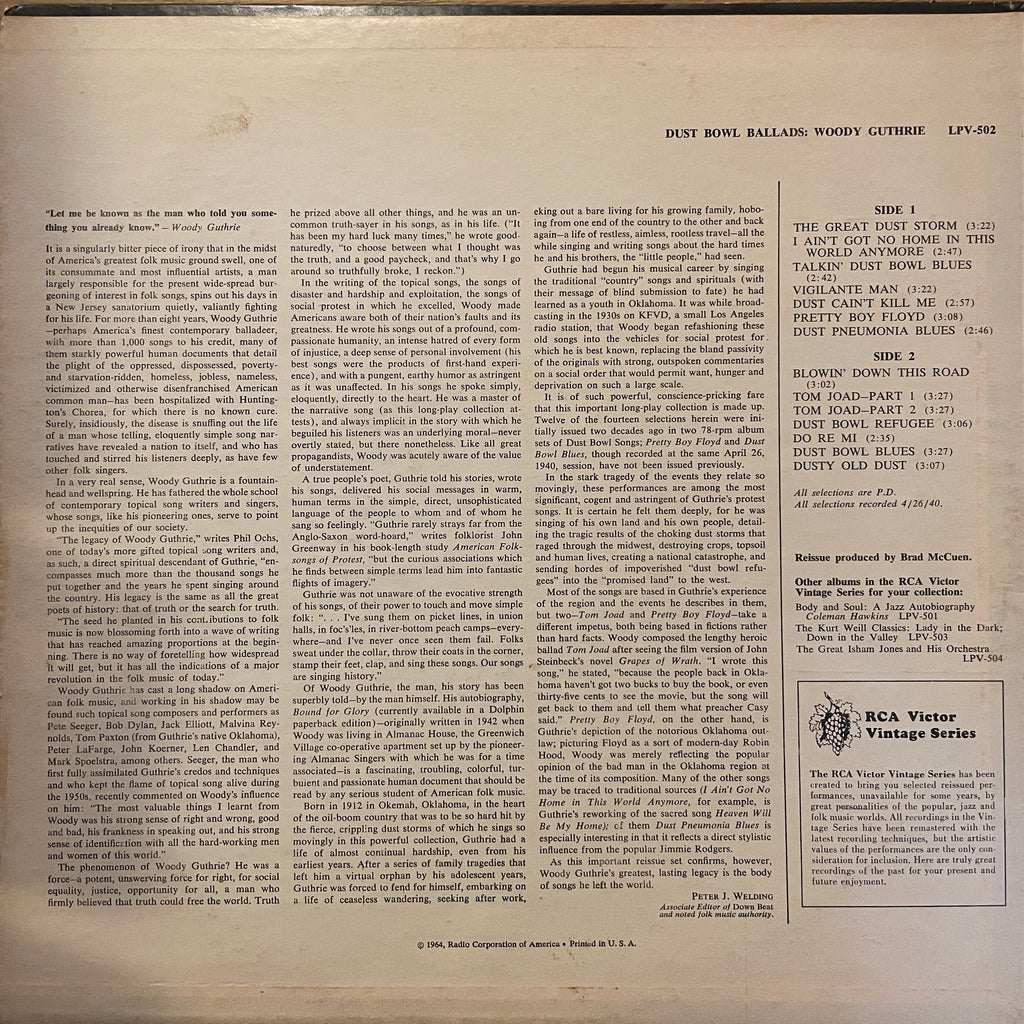 DUST BOWL BALLADS: WOODY GUTHRIE LPV-502
"Let me be known as the man who told you some-
thing you already know." — Woody Guthrie
It is a singularly bitter piece of irony that in the midst
of America's greatest folk music ground swell, one of
its consummate and most influential artists, a man
largely responsible for the present wide-spread bur-
geoning of interest in folk songs, spins out his days in
a New Jersey sanatorium quietly, valiantly fighting
for his life. For more than eight years, Woody Guthrie
—perhaps America's finest contemporary balladeer,
with more than 1,000 songs to his credit, many of
them starkly powerful human documents that detail
the plight of the oppressed, dispossessed, poverty-
and starvation-ridden, homeless, jobless, nameless,
victimized and otherwise disenfranchised American
common man—has been hospitalized with Hunting-
ton's Chorea, for which there is no known cure.
Surely, insidiously, the disease is snuffing out the life
of a man whose telling, eloquently simple song nar-
ratives have revealed a nation to itself, and who has
touched and stirred his listeners deeply, as have few
other folk singers.
In a very real sense, Woody Guthrie is a fountain-
head and wellspring. He has fathered the whole school
of contemporary topical song writers and singers,
whose songs, like his pioneering ones, serve to point
up the inequities of our society.
"The legacy of Woody Guthrie," writes Phil Ochs,
one of today's more gifted topical song writers and,
as such, a direct spiritual descendant of Guthrie, "en-
compasses much more than the thousand songs he
put together and the years he spent singing around
the country. His legacy is the same as all the great
poets of history: that of truth or the search for truth.
"The seed he planted in his contributions to folk
music is now blossoming forth into a wave of writing
that has reached amazing proportions at the begin-
ning. There is no way of foretelling how widespread
it will get, but it has all the indications of a major
revolution in the folk music of today."
Woody Guthrie has cast a long shadow on Ameri-
can folk music, and working in his shadow may be
found such topical song composers and performers as
Pete Seeger, Bob Dylan, Jack Elliott, Malvina Rey-
nolds, Tom Paxton (from Guthrie's native Oklahoma),
Peter LaFarge, John Koerner, Len Chandler, and
Mark Spoelstra, among others. Seeger, the man who
first fully assimilated Guthrie's credos and techniques
and who kept the flame of topical song alive during
the 1950s, recently commented on Woody's influence
on him: "The most valuable things I learnt from
Woody was his strong sense of right and wrong, good
and bad, his frankness in speaking out, and his strong
sense of identification with all the hard-working men
and women of this world."
The phenomenon of Woody Guthrie? He was a
force—a potent, unswerving force for right, for social
equality, justice, opportunity for all, a man who
firmly believed that truth could free the world. Truth
he prized above all other things, and he was an un-
common truth-sayer in his songs, as in his life. ("It
has been my hard luck many times," he wrote good-
naturedly, "to choose between what I thought was
the truth, and a good paycheck, and that's why I go
around so truthfully broke, I reckon.")
In the writing of topical songs, the songs of
disaster and hardship and exploitation, the songs of
social protest in which he excelled, Woody made
Americans aware both of their nation's faults and its
greatness. He wrote his songs out of a profound, com-
passionate humanity, an intense hatred of every form
of injustice, a deep sense of personal involvement (his
best songs were the products of first-hand experi-
ence), and with a pungent, earthy humor as astringent
as it was unaffected. In his songs he spoke simply,
eloquently, directly to the heart. He was a master of
the narrative song (as this long-play collection at-
tests), and always implicit in the story with which he
beguiled his listeners was an underlying moral—never
overtly stated, but there nonetheless. Like all great
propagandists, Woody was acutely aware of the value
of understatement.
A true people's poet, Guthrie told his stories, wrote
his songs, delivered his social messages in warm,
human terms in the simple, direct, unsophisticated
language of the people to whom and of whom he
sang so feelingly. "Guthrie rarely strays far from the
Anglo-Saxon word-hoard," writes folklorist John
Greenway in his book-length study American Folk-
songs of Protest, "but the curious associations which
he finds between simple terms lead him into fantastic
flights of imagery."
Guthrie was not unaware of the evocative strength
of his songs, of their power to touch and move simple
folk: ". . . I've sung them on picket lines, in union
halls, in foc's'les, in river-bottom peach camps—every-
where—and I've never once seen them fail. Folks
sweat under the collar, throw their coats in the corner,
stamp their feet, clap, and sing these songs. Our songs
are singing history."
Of Woody Guthrie, the man, his story has been
superbly told—by the man himself. His autobiography,
Bound for Glory (currently available in a Dolphin
paperback edition)—originally written in 1942 when
Woody was living in Almanac House, the Greenwich
Village co-operative apartment set up by the pioneer-
ing Almanac Singers with which he was for a time
associated—is a fascinating, troubling, colorful, tur-
bulent and passionate human document that should be
read by any serious student of American folk music.
Born in 1912 in Okemah, Oklahoma, in the heart
of the oil-boom country that was to be so hard hit by
the fierce, crippling dust storms of which he sings so
movingly in this powerful collection, Guthrie had a
life of almost continual hardship, even from his
earliest years. After a series of family tragedies that
left him a virtual orphan by his adolescent years,
Guthrie was forced to fend for himself, embarking on
a life of ceaseless wandering, seeking after work,
eking out a bare living for his growing family, hobo-
ing from one end of the country to the other and back
again—a life of restless, aimless, rootless travel—all the
while singing and writing songs about the hard times
he and his brothers, the "little people," had seen.
Guthrie had begun his musical career by singing
the traditional "country" songs and spirituals (with
their message of blind submission to fate) he had
learned as a youth in Oklahoma. It was while broad-
casting in the 1930s on KFVD, a small Los Angeles
radio station, that Woody began refashioning these
old songs into the vehicles for social protest for
which he is best known, replacing the bland passivity
of the originals with strong, outspoken commentaries
on a social order that would permit want, hunger and
deprivation on such a large scale.
It is of such powerful, conscience-pricking fare
that this important long-play collection is made up.
Twelve of the fourteen selections herein were ini-
tially issued two decades ago in two 78-rpm album
sets of Dust Bowl Songs; Pretty Boy Floyd and Dust
Bowl Blues, though recorded at the same April 26,
1940, session, have not been issued previously.
In the stark tragedy of the events they relate so
movingly, these performances are among the most
significant, cogent and astringent of Guthrie's protest
songs. It is certain he felt them deeply, for he was
singing of his own land and his own people, detail-
ing the tragic results of the choking dust storms that
raged through the midwest, destroying crops, topsoil
and human lives, creating a national catastrophe, and
sending hordes of impoverished "dust bowl refu-
gees" into the "promised land" to the west.
Most of the songs are based in Guthrie's experience
of the region and the events he describes in them,
but two—Tom Joad and Pretty Boy Floyd—take a
different impetus, both being based in fictions rather
than hard facts. Woody composed the lengthy heroic
ballad Tom Joad after seeing the film version of John
Steinbeck's novel Grapes of Wrath. "I wrote this
song," he stated, "because the people back in Okla-
homa haven't got two bucks to buy the book, or even
thirty-five cents to see the movie, but the song will
get back to them and tell them what preacher Casy
said." Pretty Boy Floyd, on the other hand, is
Guthrie's depiction of the notorious Oklahoma out-
law; picturing Floyd as a sort of modern-day Robin
Hood, Woody was merely reflecting the popular
opinion of the bad man in the Oklahoma region at
the time of its composition. Many of the other songs
may be traced to traditional sources (I Ain't Got No
Home in This World Anymore, for example, is
Guthrie's reworking of the sacred song Heaven Will
Be My Home); of them Dust Pneumonia Blues is
especially interesting in that it reflects a direct stylistic
influence from the popular Jimmie Rodgers.
As this important reissue set confirms, however,
Woody Guthrie's greatest, lasting legacy is the body
of songs he left the world.
PETER J. WELDING
Associate Editor of Down Beat
and noted folk music authority.
SIDE 1
THE GREAT DUST STORM (3:22)
I AIN'T GOT NO HOME IN THIS
WORLD ANYMORE (2:47)
TALKIN' DUST BOWL BLUES
(2:42)
VIGILANTE MAN (3:22)
DUST CAIN'T KILL ME (2:57)
PRETTY BOY FLOYD (3:08)
DUST PNEUMONIA BLUES (2:46)
SIDE 2
BLOWIN' DOWN THIS ROAD
(3:02)
TOM JOAD—PART 1 (3:27)
TOM JOAD—PART 2 (3:27)
DUST BOWL REFUGEE (3:06)
DO RE MI (2:35)
DUST BOWL BLUES (3:27)
DUSTY OLD DUST (3:07)
All selections are P.D.
All selections recorded 4/26/40.
Reissue produced by Brad McCuen.
Other albums in the RCA Victor
Vintage Series for your collection:
Body and Soul: A Jazz Autobiography
Coleman Hawkins LPV-501
The Kurt Weill Classics: Lady in the Dark;
Down in the Valley LPV-503
The Great Isham Jones and His Orchestra
LPV-504
RCA Victor
Vintage Series
The RCA Victor Vintage Series has been
created to bring you selected reissued per-
formances, unavailable for some years, by
great personalities of the popular, jazz and
folk music worlds. All recordings in the Vin-
tage Series have been remastered with the
latest recording techniques, but the artistic
values of the performances are the only con-
sideration for inclusion. Here are truly great
recordings of the past for your present and
future enjoyment.
© 1964, Radio Corporation of America • Printed in U. S. A.